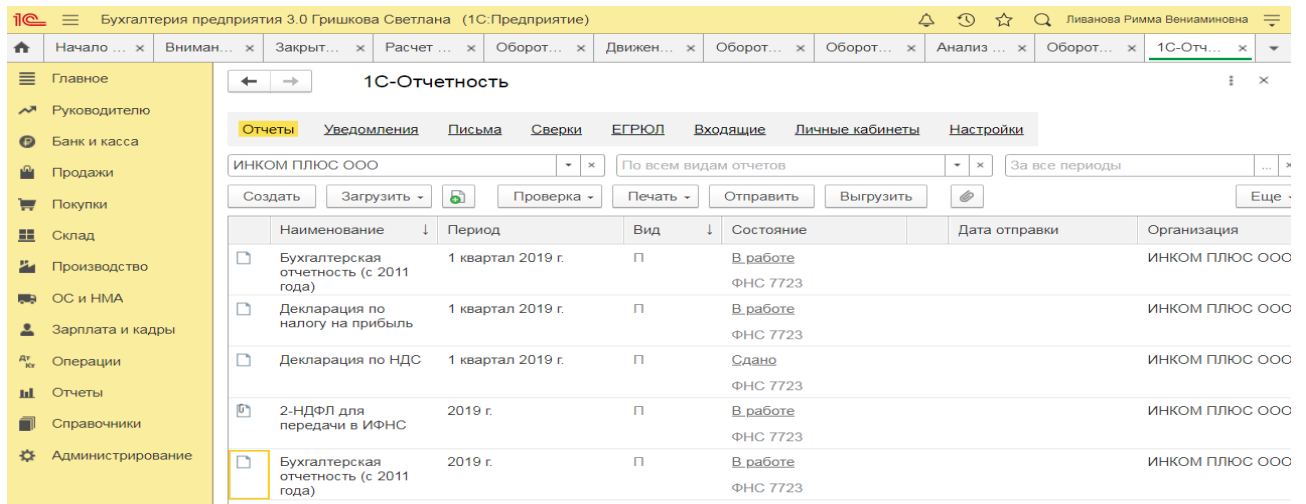 1С Бухгалтерия предприятия 3.0 Гришкова Светлана (1С:Предприятие) Ливанова Римма Вениаминовна
Начало ... × Вниман... × Закрыт... × Расчет ... × Оборот... × Движен... × Оборот... × Оборот... × Анализ ... × Оборот... × 1С-Отч... ×
Главное
Руководителю
Банк и касса
Продажи
Покупки
Склад
Производство
ОС и НМА
Зарплата и кадры
Операции
Отчеты
Справочники
Администрирование
1С-Отчетность
Отчеты Уведомления Письма Сверки ЕГРЮЛ Входящие Личные кабинеты Настройки
ИНКОМ ПЛЮС ООО По всем видам отчетов За все периоды ...
Создать Загрузить Проверка Печать Отправить Выгрузить Еще
Наименование ↓ Период Вид ↓ Состояние Дата отправки Организация
Бухгалтерская 1 квартал 2019 г. П В работе ИНКОМ ПЛЮС ООО
отчетность (с 2011
года) ФНС 7723
Декларация по 1 квартал 2019 г. П В работе ИНКОМ ПЛЮС ООО
налогу на прибыль
ФНС 7723
Декларация по НДС 1 квартал 2019 г. П Сдано ИНКОМ ПЛЮС ООО
ФНС 7723
2-НДФЛ для 2019 г. П В работе ИНКОМ ПЛЮС ООО
передачи в ИФНС
ФНС 7723
Бухгалтерская 2019 г. П В работе ИНКОМ ПЛЮС ООО
отчетность (с 2011
года) ФНС 7723